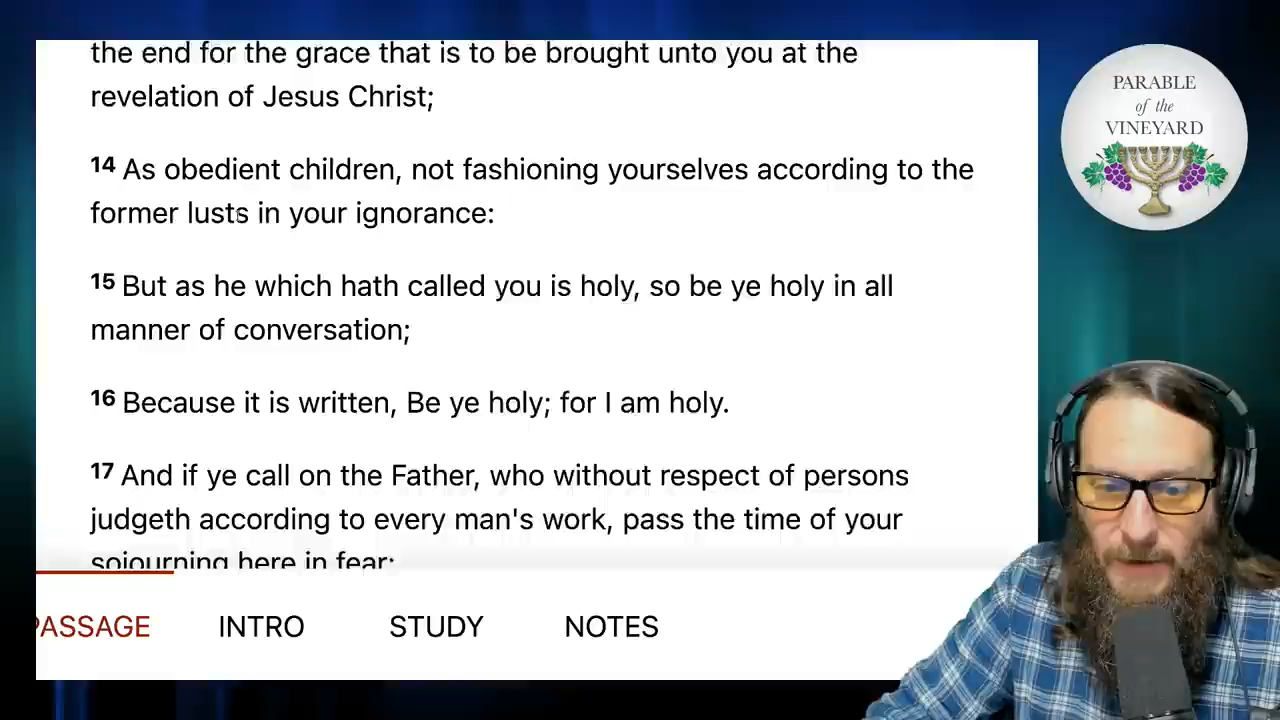 the end for the grace that is to be brought unto you at the
revelation of Jesus Christ;
14 As obedient children, not fashioning yourselves according to the
former lusts in your ignorance:
15 But as he which hath called you is holy, so be ye holy in all
manner of conversation;
16 Because it is written, Be ye holy; for I am holy.
17 And if ye call on the Father, who without respect of persons
judgeth according to every man's work, pass the time of your
sojourning here in fear:
PASSAGE INTRO STUDY NOTES
PARABLE
of the
VINEYARD